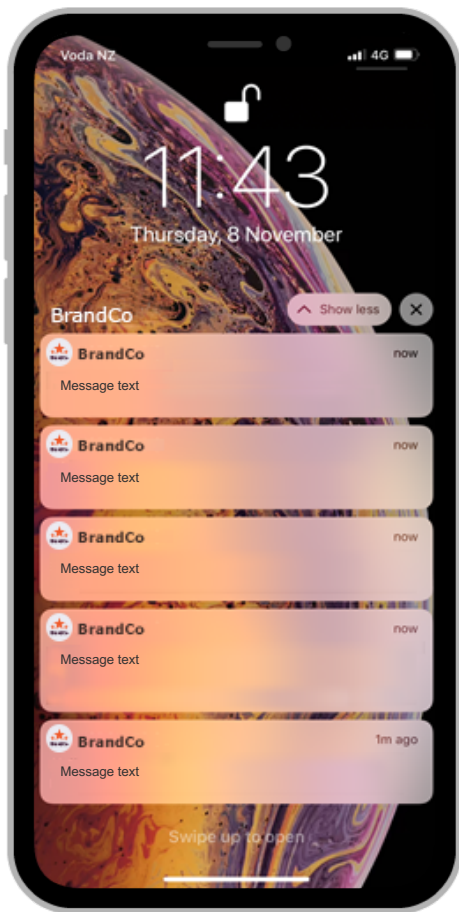 Voda NZ 4G
11:43
Thursday, 8 November
BrandCo Show less
BrandCo now
Message text
BrandCo now
Message text
BrandCo now
Message text
BrandCo now
Message text
BrandCo 1m ago
Message text
Swipe up to open